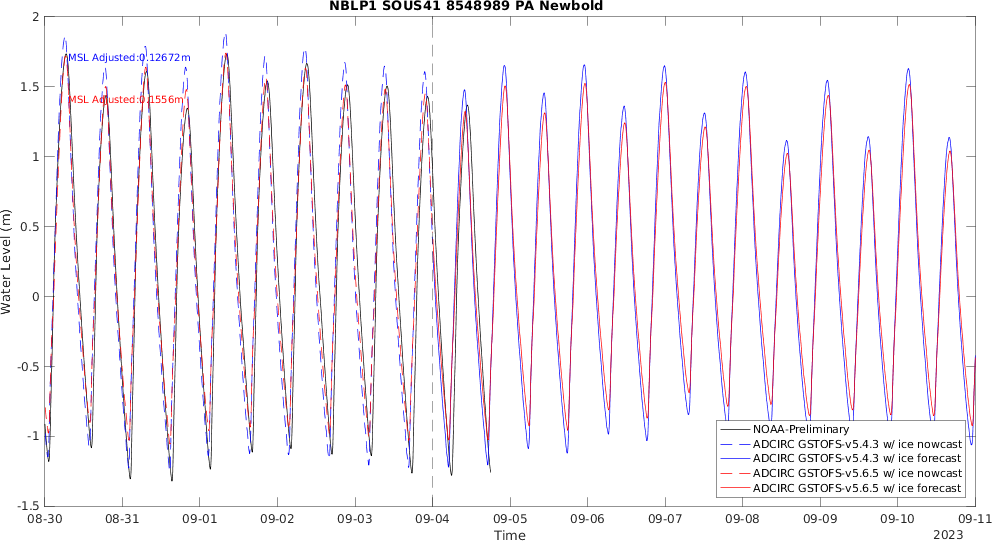 NBLP1 SOUS41 8548989 PA Newbold
2
1.5
1
0.5
0
-0.5
-1
-1.5
Water Level (m)
MSL Adjusted:0.12672m
MSL Adjusted:0.1556m
NOAA-Preliminary
ADCIRC GSTOFS-v5.4.3 w/ ice nowcast
ADCIRC GSTOFS-v5.4.3 w/ ice forecast
ADCIRC GSTOFS-v5.6.5 w/ ice nowcast
ADCIRC GSTOFS-v5.6.5 w/ ice forecast
08-30 08-31 09-01 09-02 09-03 09-04 09-05 09-06 09-07 09-08 09-09 09-10 09-11
Time
2023